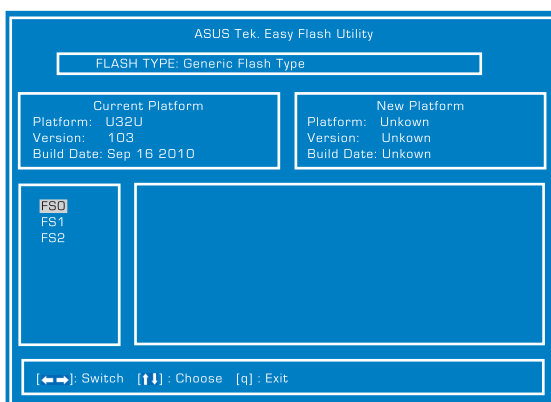 ASUS Tek. Easy Flash Utility
FLASH TYPE: Generic Flash Type
Current Platform
Platform: U32U
Version: 103
Build Date: Sep 16 2010
New Platform
Platform: Unkown
Version: Unkown
Build Date: Unkown
FS0
FS1
FS2
[←→]: Switch [↑↓] : Choose [q] : Exit